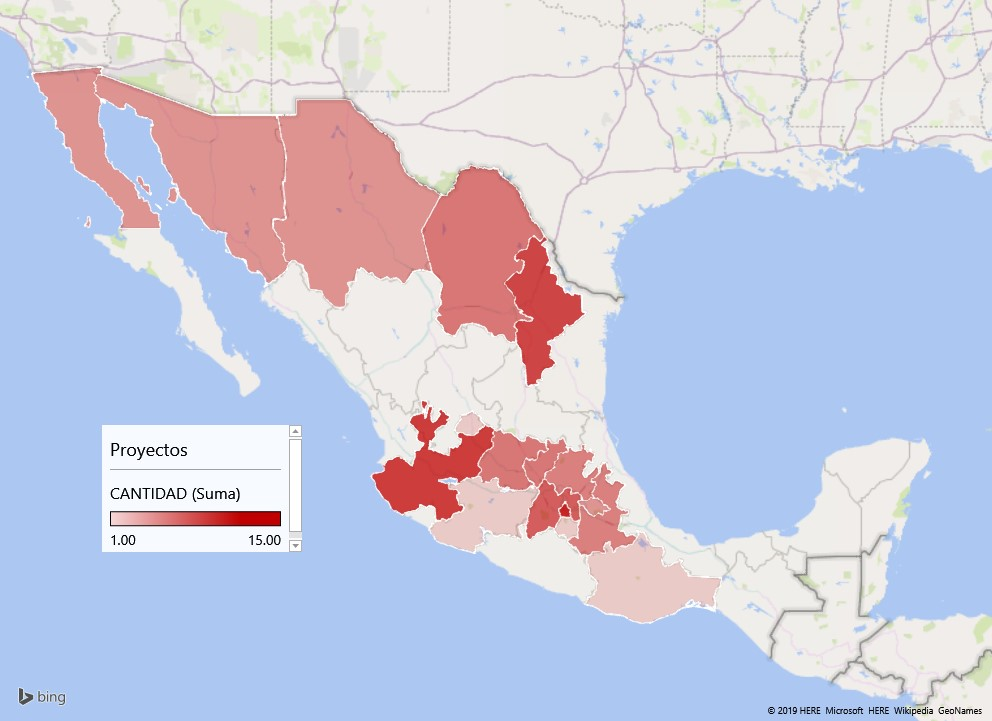 Proyectos
CANTIDAD (Suma)
1.00 15.00
bing
© 2019 HERE Microsoft HERE Wikipedia GeoNames